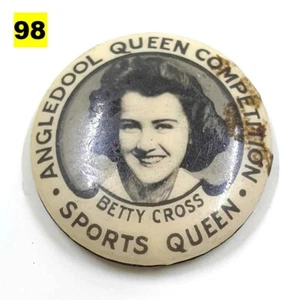 98
ANGLEDOOL QUEEN COMPETITION
BETTY CROSS
• SPORTS QUEEN •